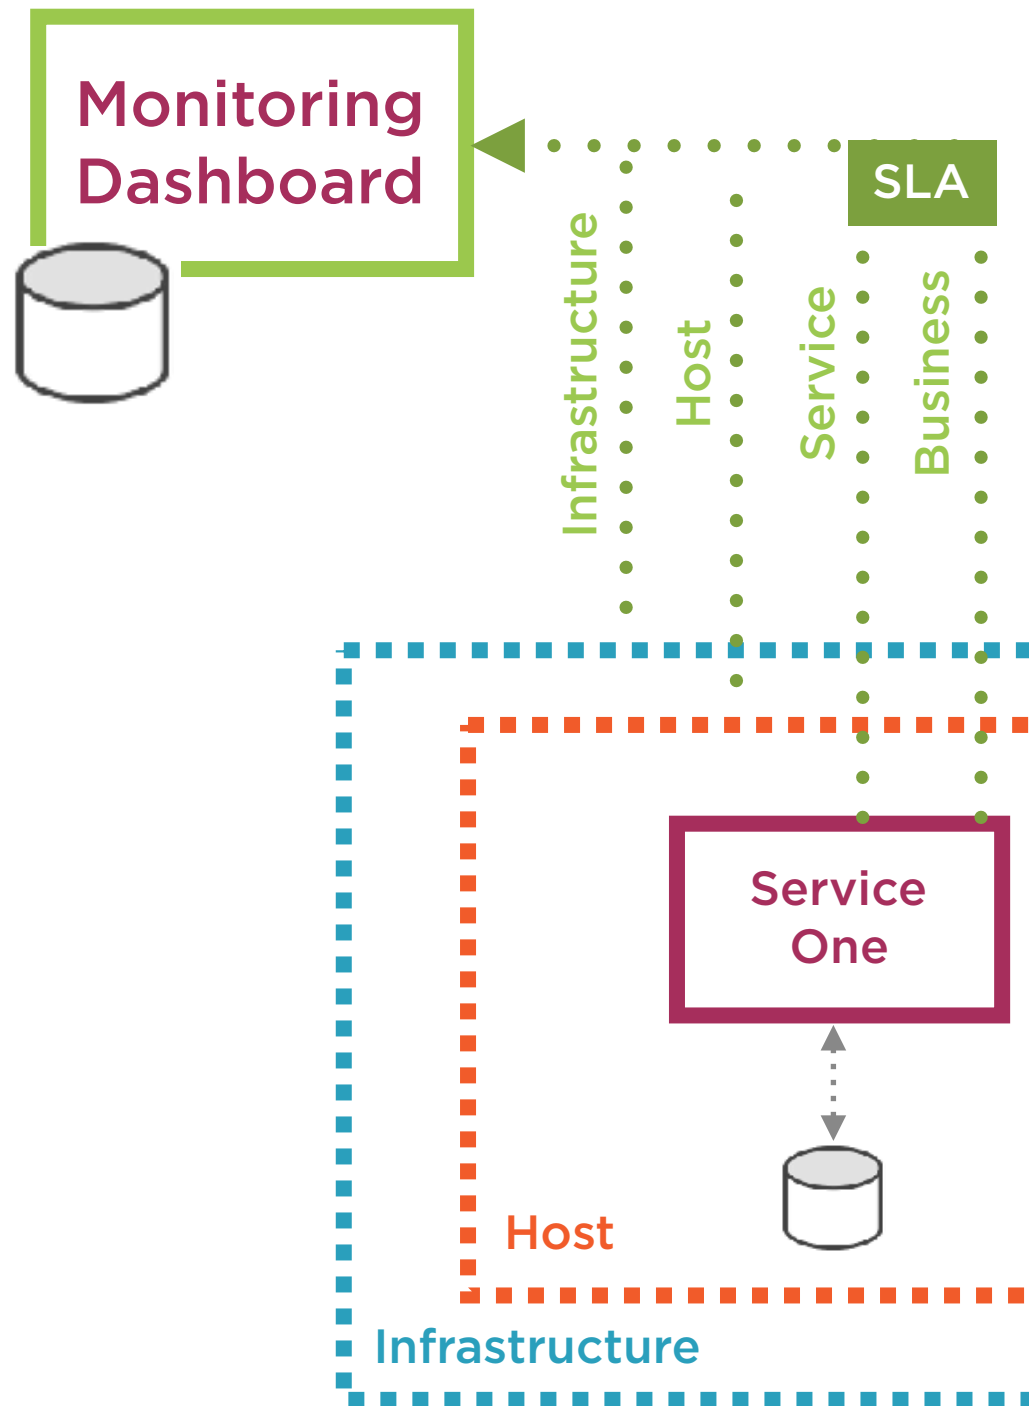 Monitoring
Dashboard
SLA
Infrastructure
Host
Service
Business
Service
One
Host
Infrastructure